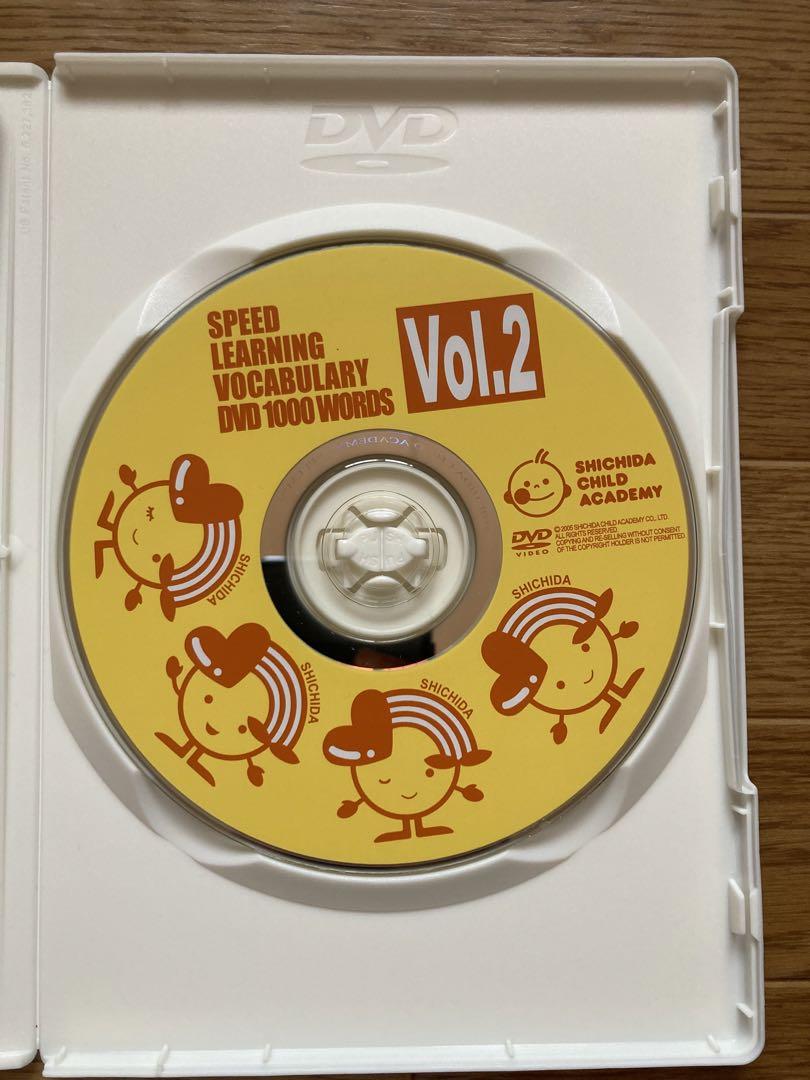 DVD
SPEED
LEARNING
VOCABULARY
DVD 1000 WORDS
Vol.2
SHICHIDA
CHILD
ACADEMY
DVD
VIDEO
© 2005 SHICHIDA CHILD ACADEMY CO., LTD.
ALL RIGHTS RESERVED.
COPYING AND RE-SELLING WITHOUT CONSENT
OF THE COPYRIGHT HOLDER IS NOT PERMITTED.
SHICHIDA
SHICHIDA
SHICHIDA
SHICHIDA